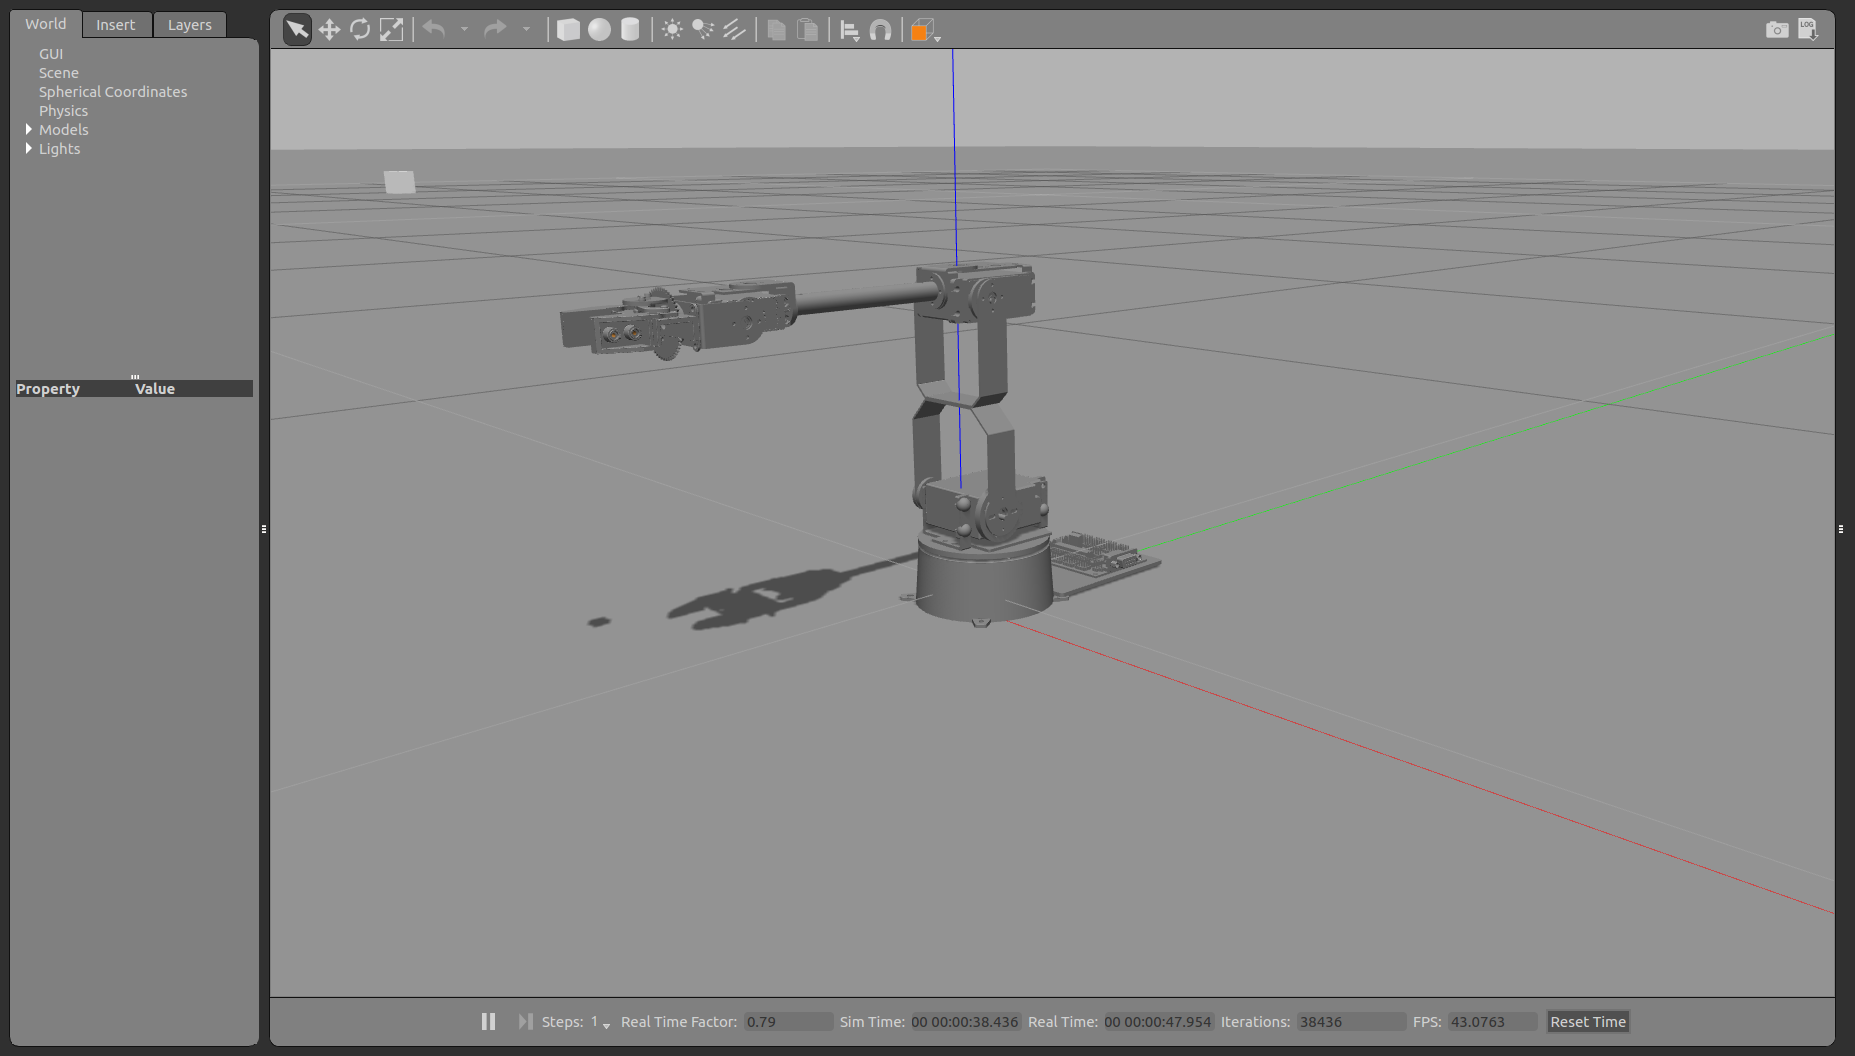 World Insert Layers
GUI
Scene
Spherical Coordinates
Physics
Models
Lights
Property Value
LOG
Steps: 1 Real Time Factor: 0.79 Sim Time: 00 00:00:38.436 Real Time: 00 00:00:47.954 Iterations: 38436 FPS: 43.0763 Reset Time